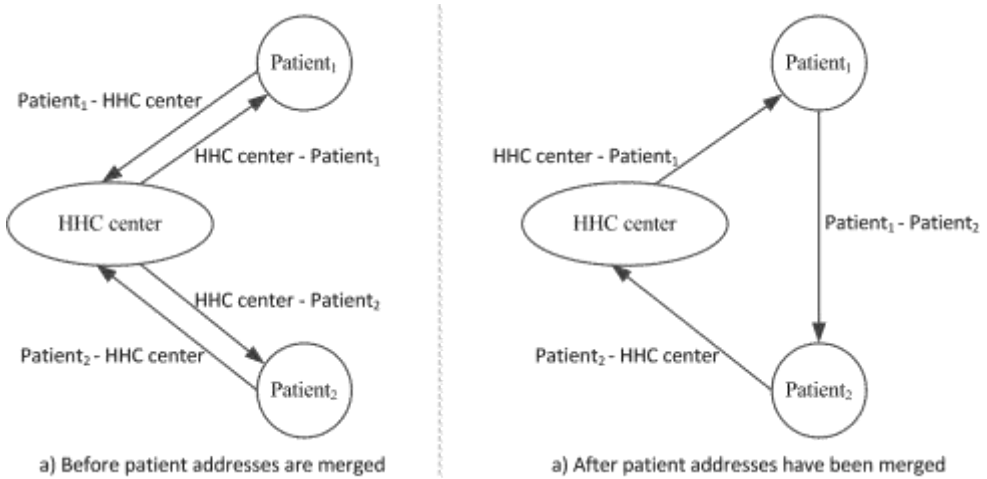 Patient₁
Patient₁ - HHC center
HHC center - Patient₁
HHC center
HHC center - Patient₂
Patient₂ - HHC center
Patient₂
a) Before patient addresses are merged
Patient₁
HHC center - Patient₁
HHC center
Patient₁ - Patient₂
Patient₂ - HHC center
Patient₂
a) After patient addresses have been merged